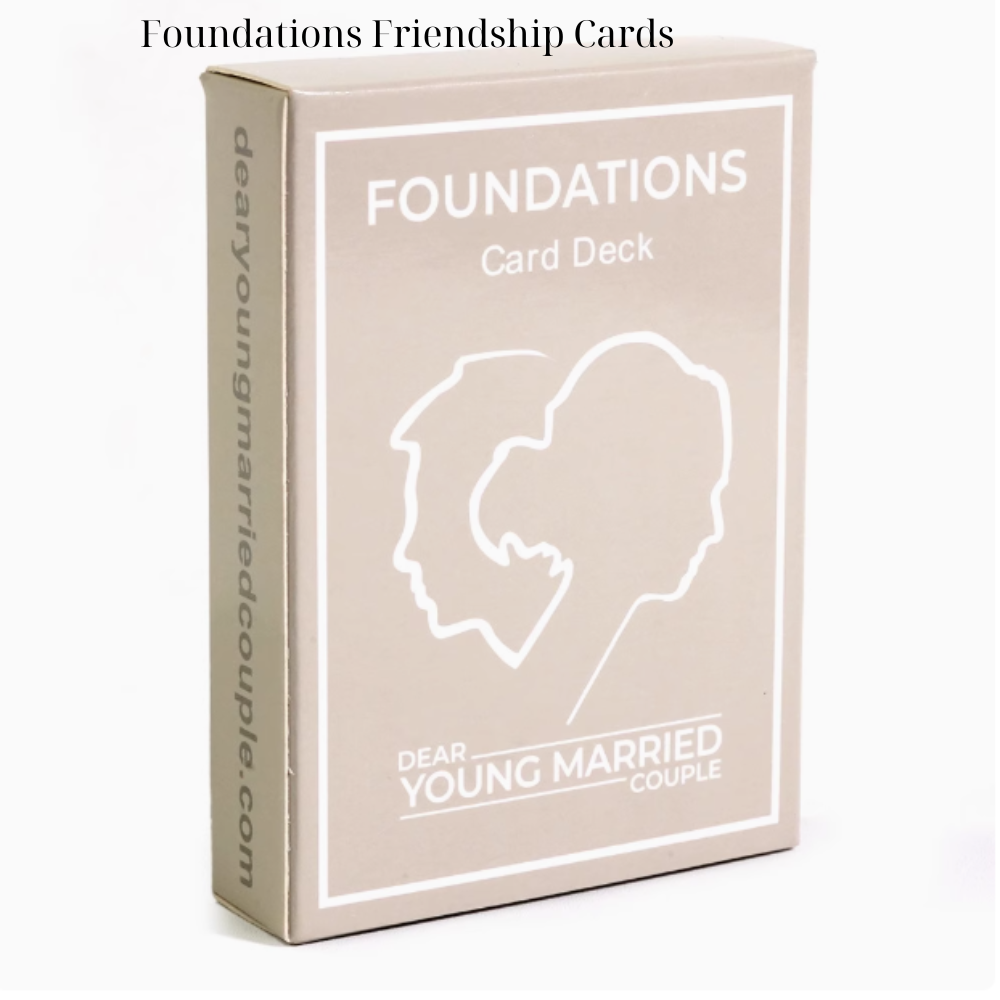 Foundations Friendship Cards
FOUNDATIONS
Card Deck
DEAR
YOUNG MARRIED
COUPLE
dearyoungmarriedcouple.com